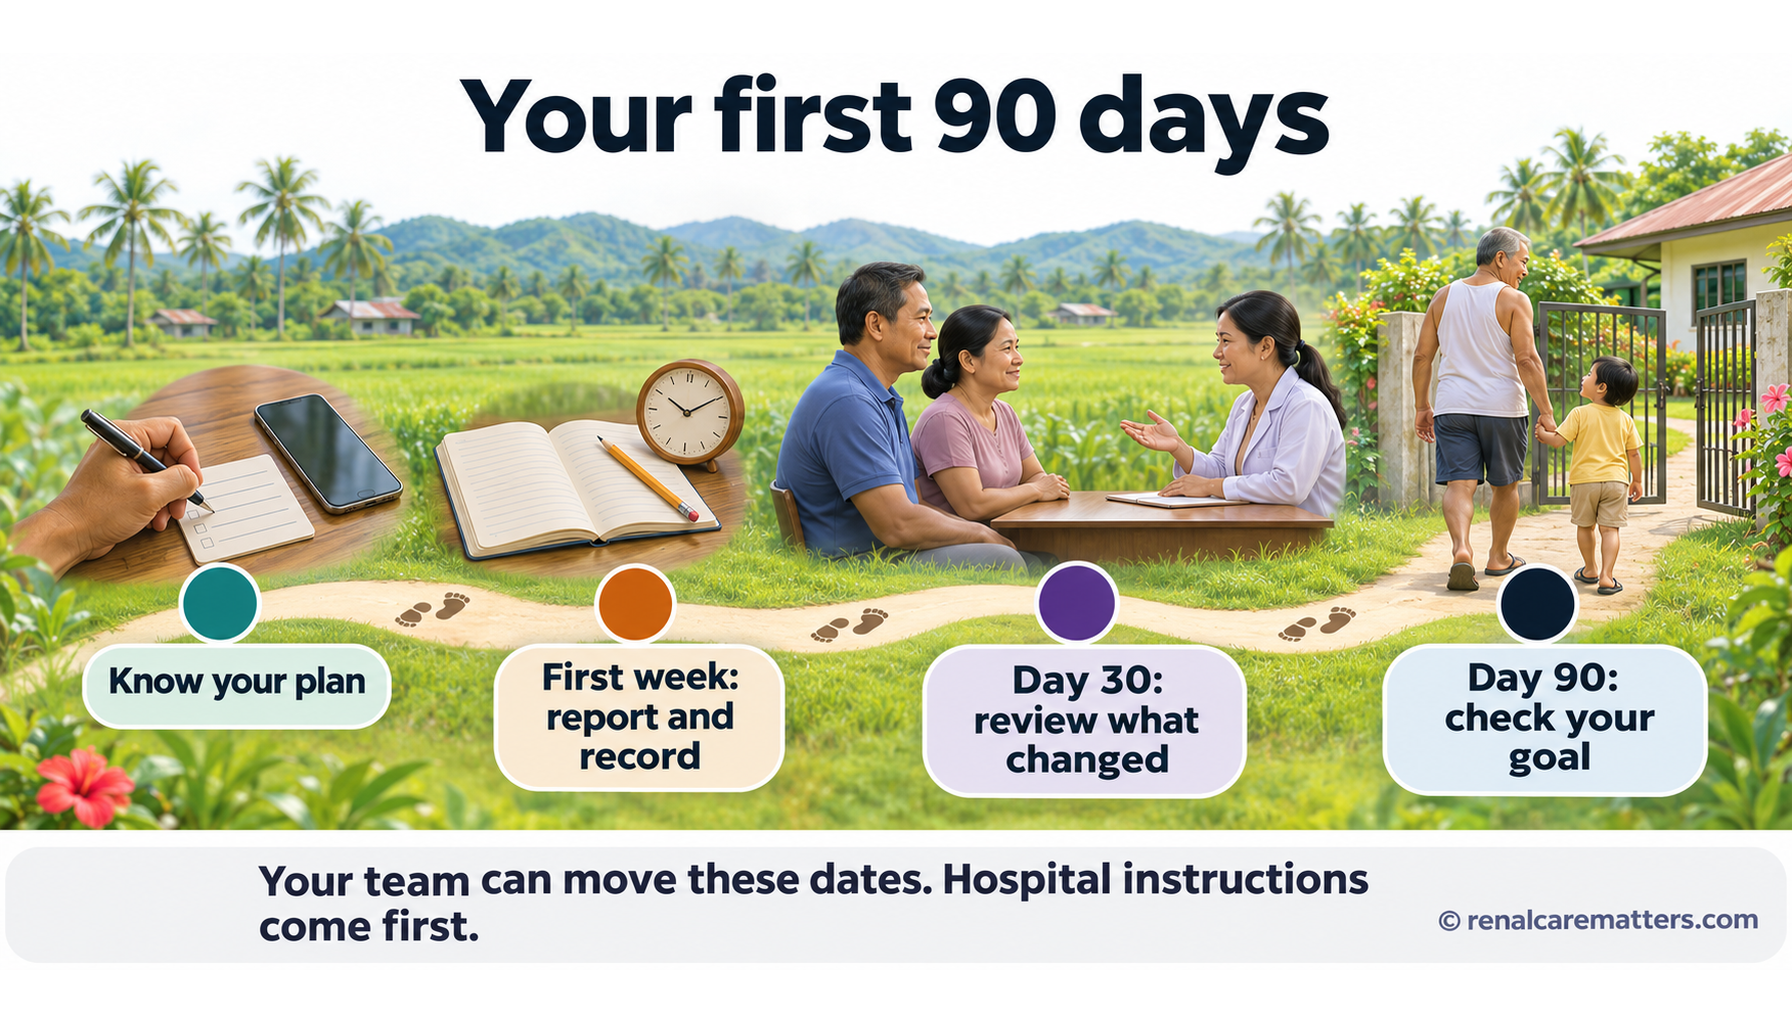 Your first 90 days
Know your plan
First week:
report and
record
Day 30:
review what
changed
Day 90:
check your
goal
Your team can move these dates. Hospital instructions
come first.
© renalcarematters.com